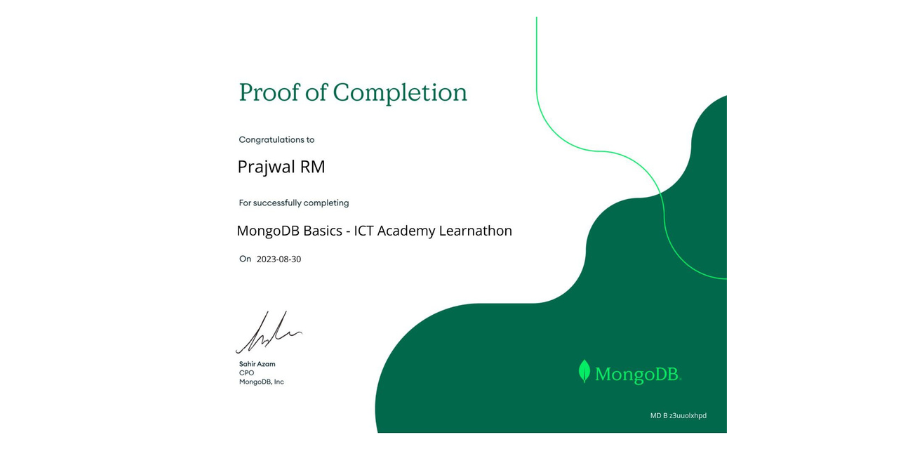 Proof of Completion
Congratulations to
Prajwal RM
For successfully completing
MongoDB Basics - ICT Academy Learnathon
On 2023-08-30
Sahir Azam
CPO
MongoDB, Inc
MongoDB.
MD B z3uuolxhpd